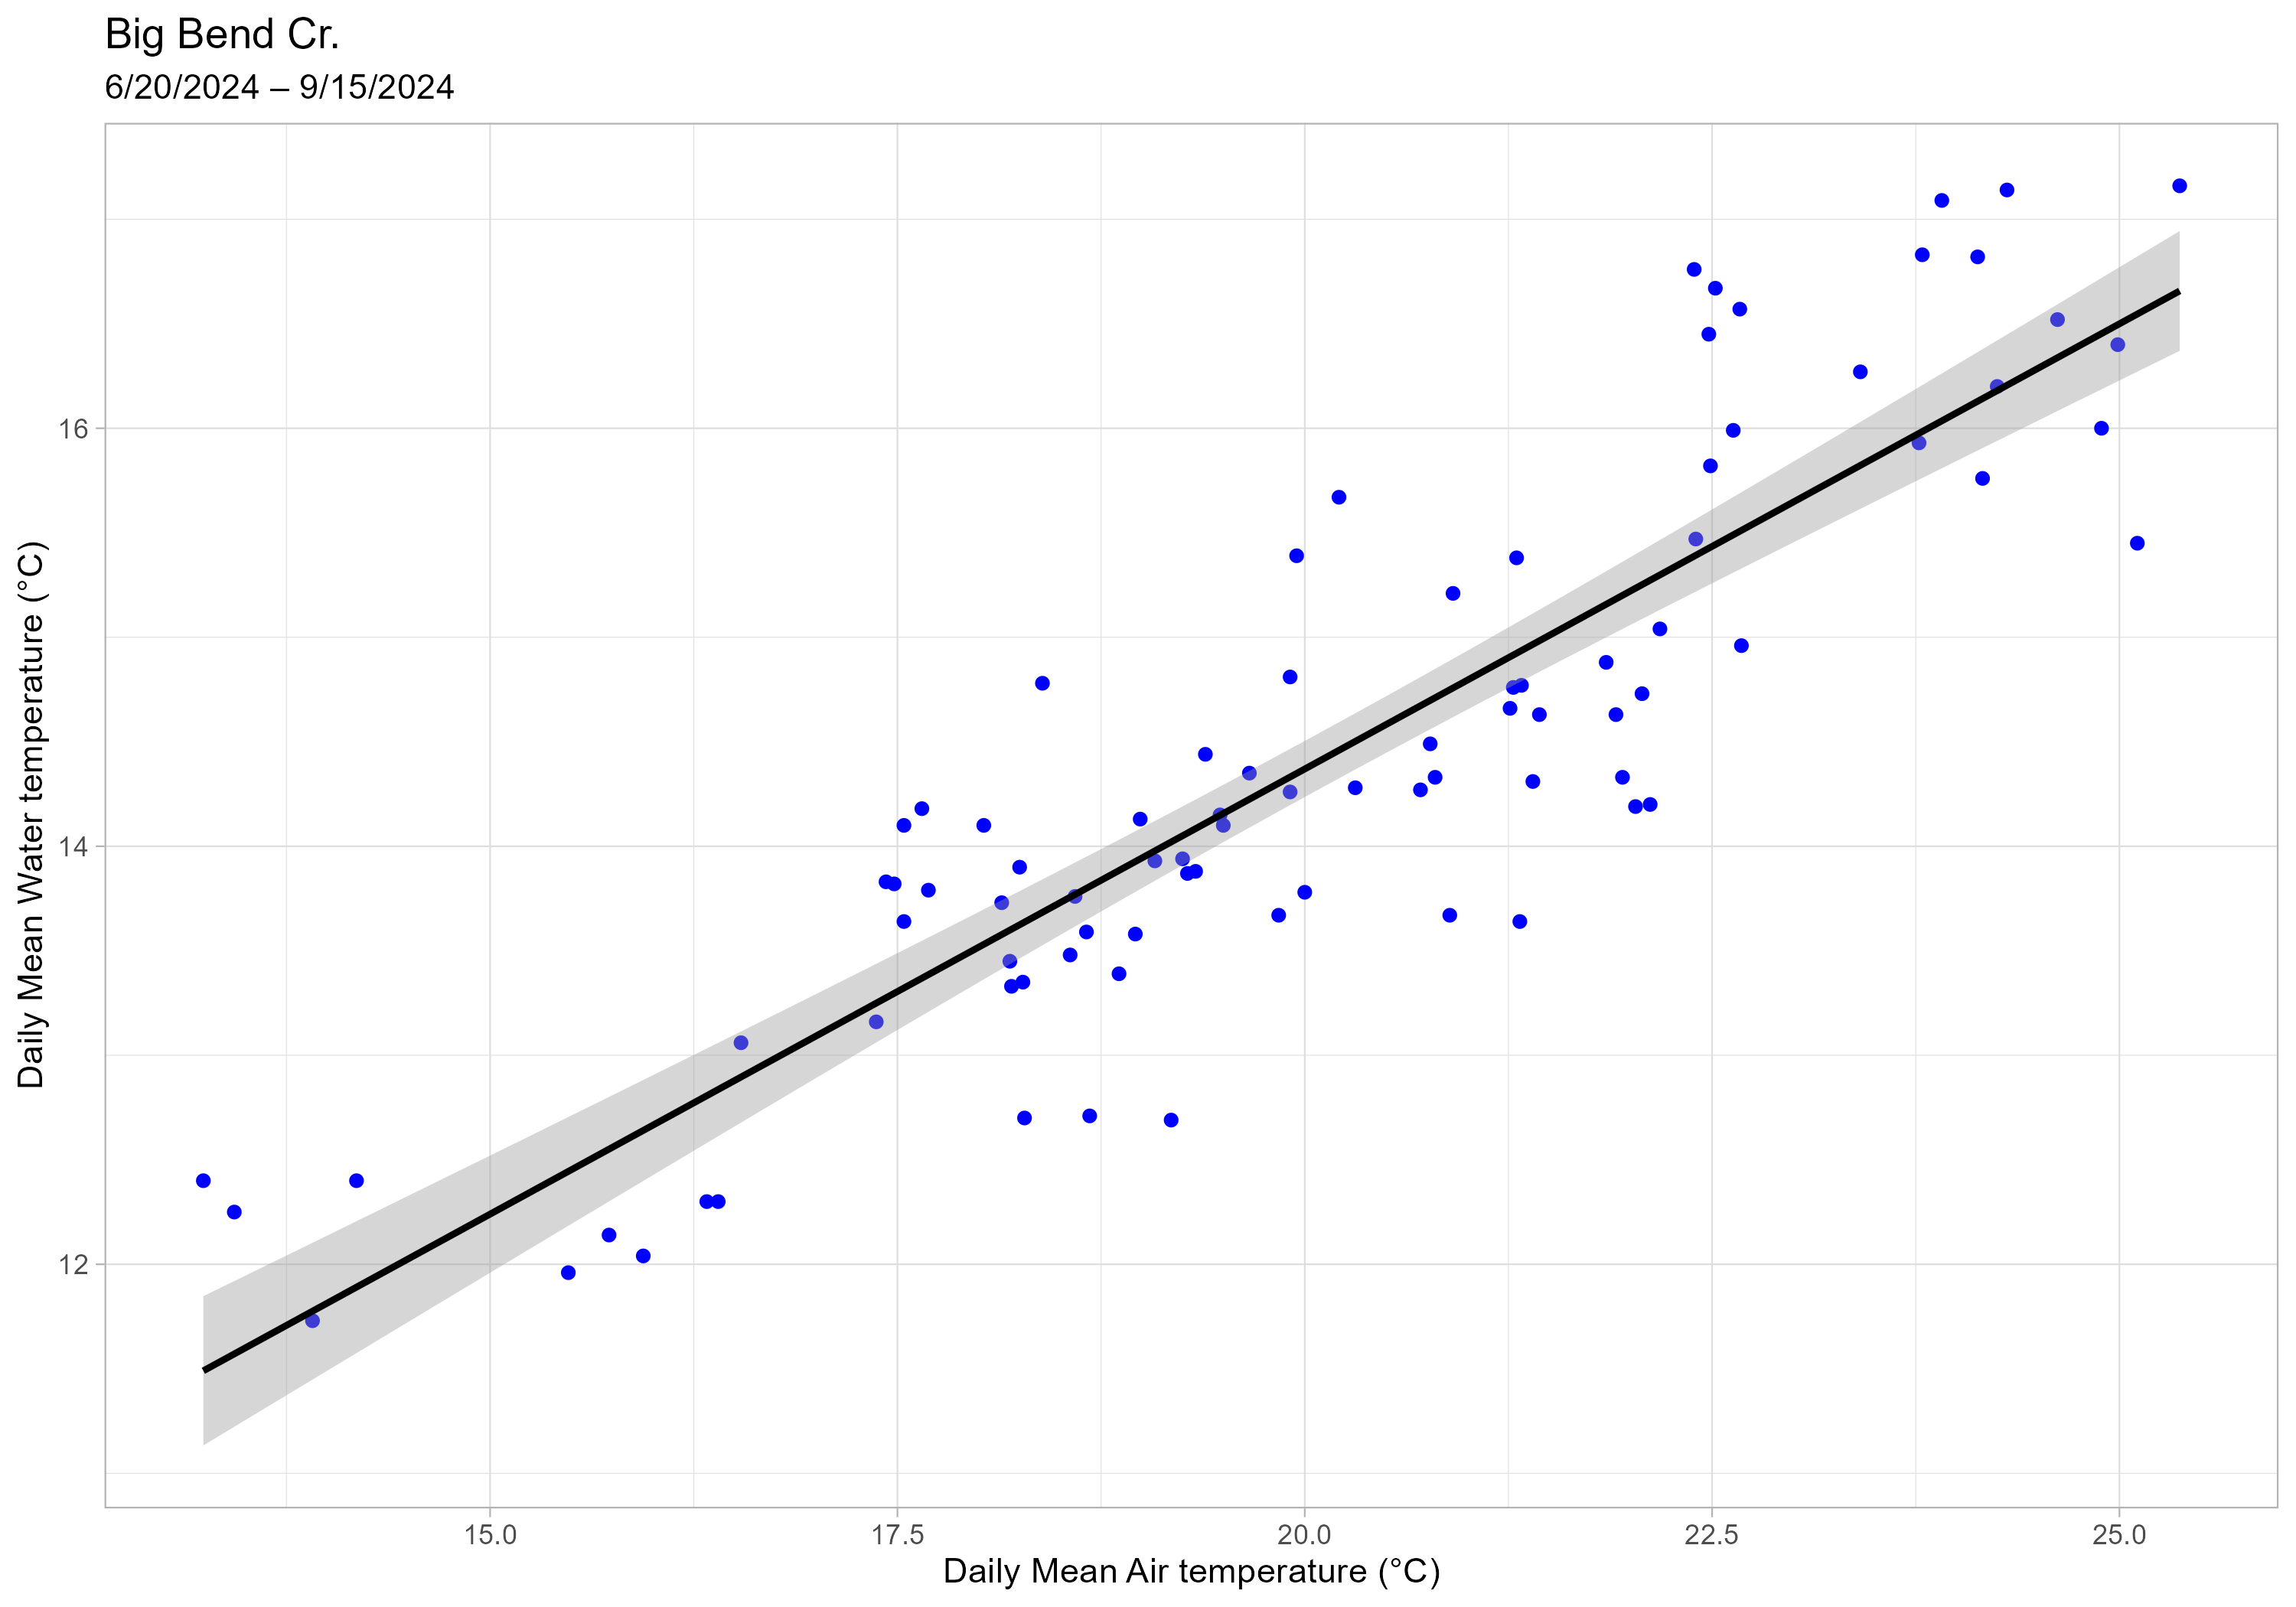 Big Bend Cr.
6/20/2024 – 9/15/2024
Daily Mean Water temperature (°C)
16
14
12
15.0
17.5
20.0
22.5
25.0
Daily Mean Air temperature (°C)